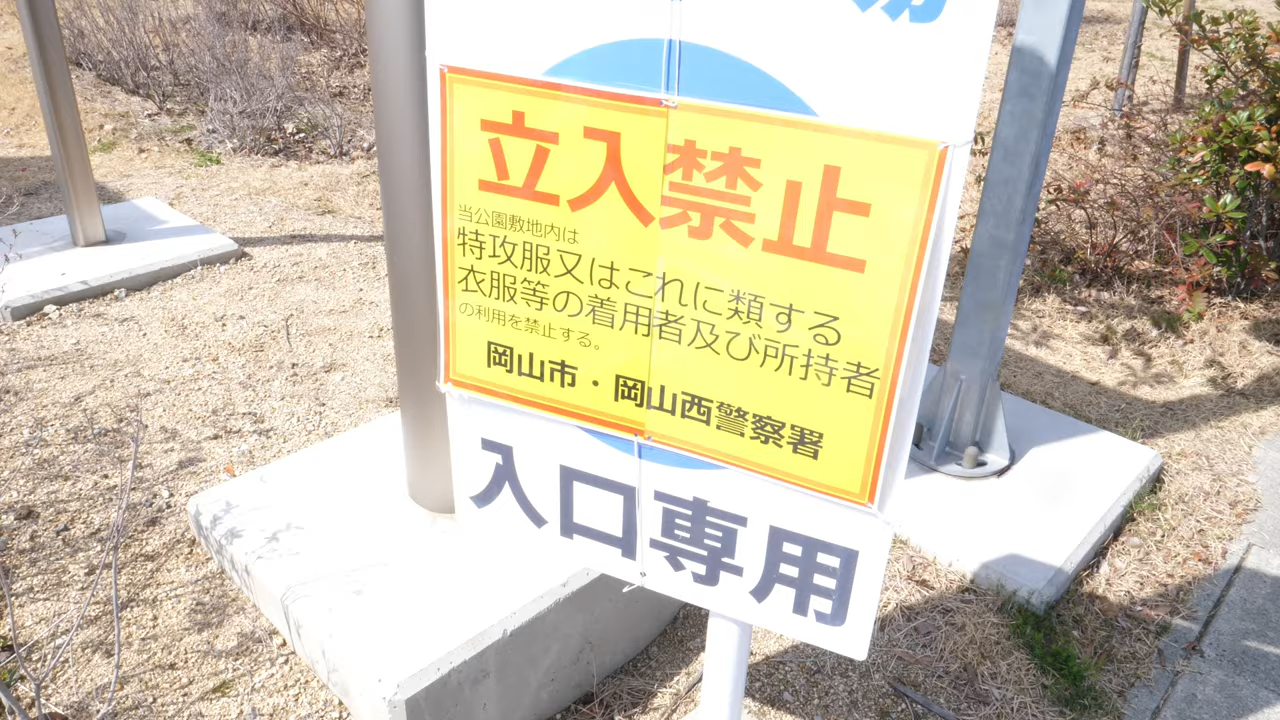 立入禁止
当公園敷地内は
特攻服又はこれに類する
衣服等の着用者及び所持者
の利用を禁止する。
岡山市・岡山西警察署
入口専用